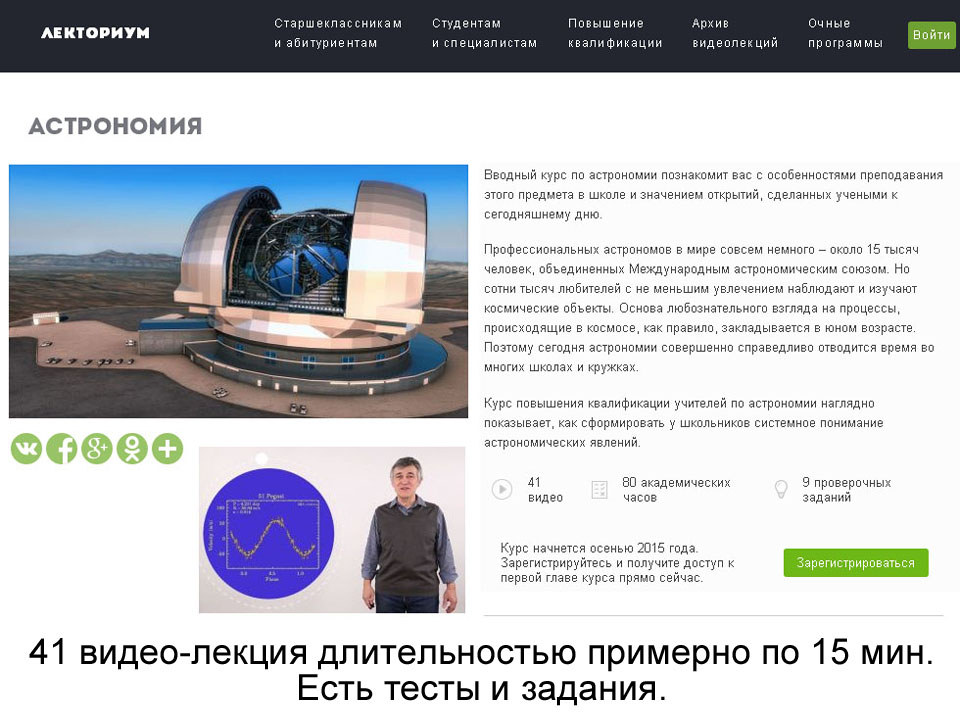 ЛЕКТОРИУМ
Старшеклассникам
и абитуриентам
Студентам
и специалистам
Повышение
квалификации
Архив
видеолекций
Очные
программы
Войти
АСТРОНОМИЯ
Вводный курс по астрономии познакомит вас с особенностями преподавания
этого предмета в школе и значением открытий, сделанных учеными к
сегодняшнему дню.
Профессиональных астрономов в мире совсем немного – около 15 тысяч
человек, объединенных Международным астрономическим союзом. Но
сотни тысяч любителей с не меньшим увлечением наблюдают и изучают
космические объекты. Основа любознательного взгляда на процессы,
происходящие в космосе, как правило, закладывается в юном возрасте.
Поэтому сегодня астрономии совершенно справедливо отводится время во
многих школах и кружках.
Курс повышения квалификации учителей по астрономии наглядно
показывает, как сформировать у школьников системное понимание
астрономических явлений.
51 Pegasi
Velocity (m/s)
Phase
41
видео
80 академических
часов
9 проверочных
заданий
Курс начнется осенью 2015 года.
Зарегистрируйтесь и получите доступ к
первой главе курса прямо сейчас.
Зарегистрироваться
41 видео-лекция длительностью примерно по 15 мин.
Есть тесты и задания.